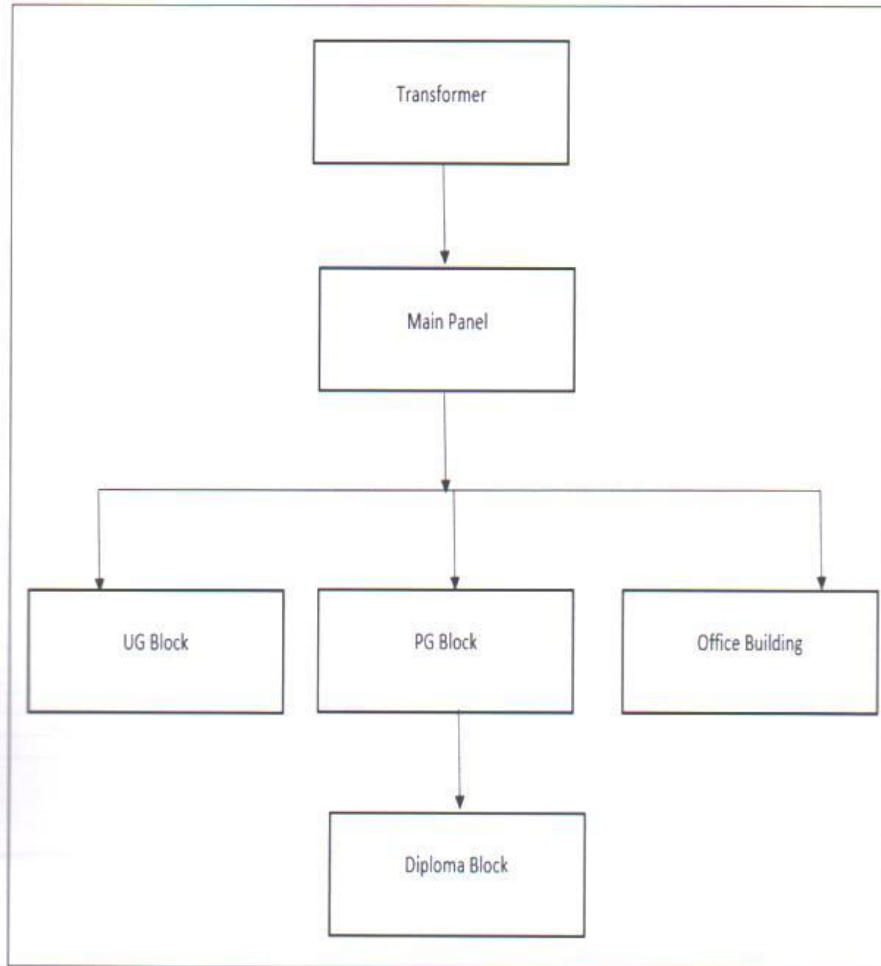 Transformer
Main Panel
UG Block
PG Block
Office Building
Diploma Block